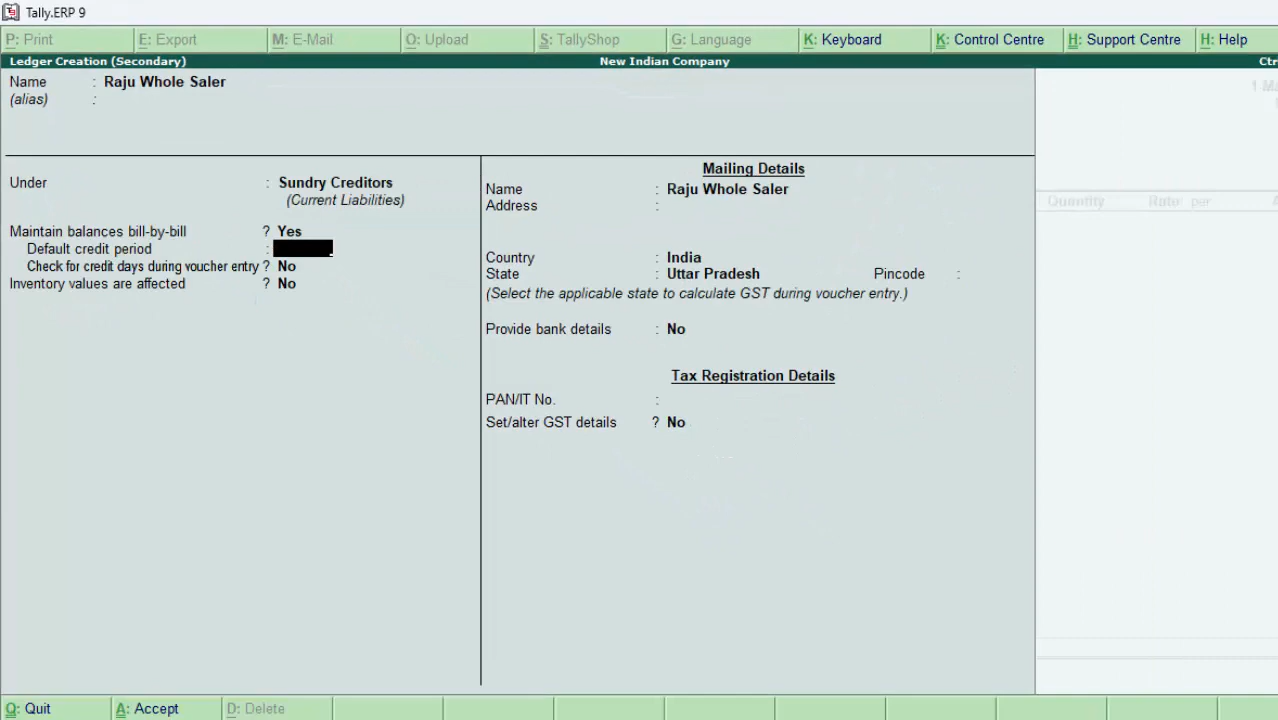 Tally.ERP 9
P: Print E: Export M: E-Mail O: Upload S: TallyShop G: Language K: Keyboard K: Control Centre H: Support Centre H: Help
Ledger Creation (Secondary) New Indian Company Ctr
Name : Raju Whole Saler
(alias) :
Under : Sundry Creditors
(Current Liabilities)
Maintain balances bill-by-bill ? Yes
Default credit period :
Check for credit days during voucher entry ? No
Inventory values are affected ? No
Mailing Details
Name : Raju Whole Saler
Address :
Country : India
State : Uttar Pradesh Pincode :
(Select the applicable state to calculate GST during voucher entry.)
Provide bank details : No
Tax Registration Details
PAN/IT No. :
Set/alter GST details ? No
Quantity Rate per
Q: Quit A: Accept D: Delete